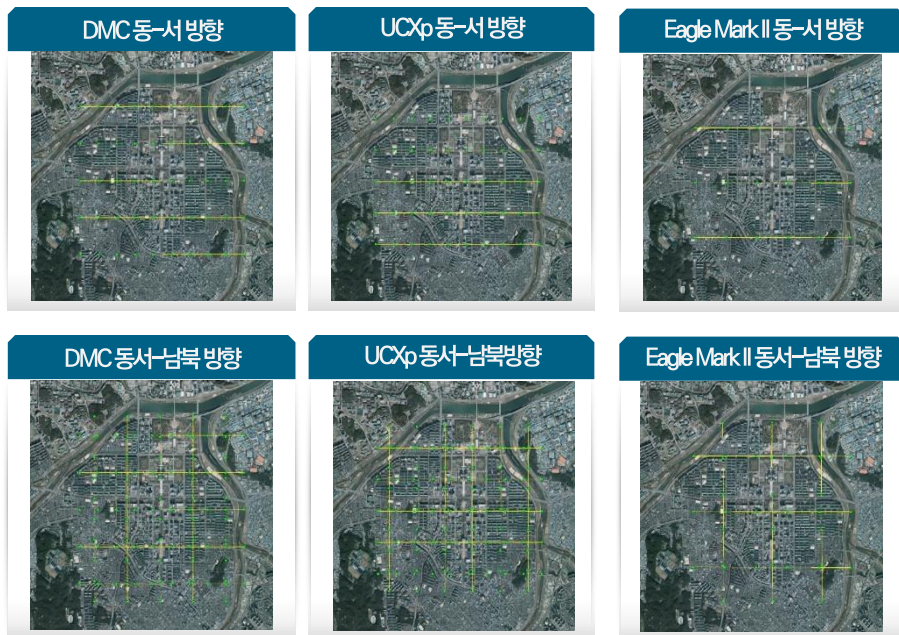 DMC 동-서 방향
UCXp 동-서 방향
Eagle Mark II 동-서 방향
DMC 동서-남북 방향
UCXp 동서-남북방향
Eagle Mark II 동서-남북 방향